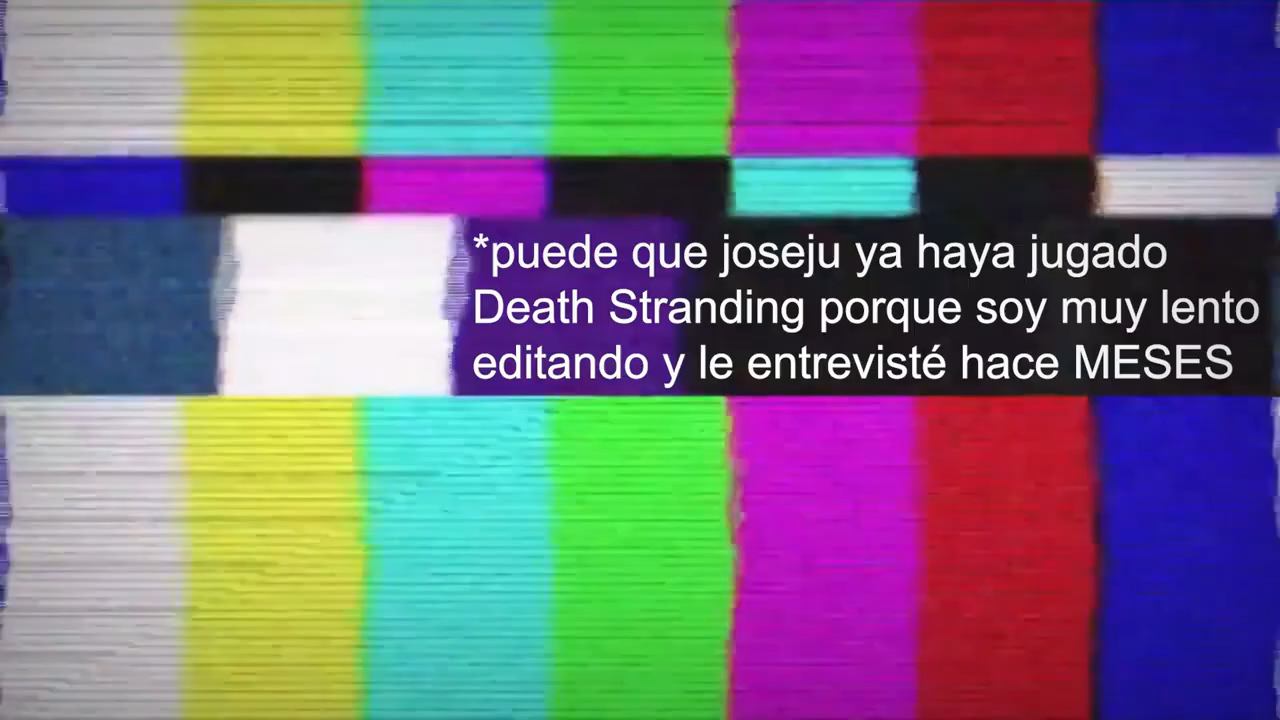 *puede que joseju ya haya jugado
Death Stranding porque soy muy lento
editando y le entrevisté hace MESES